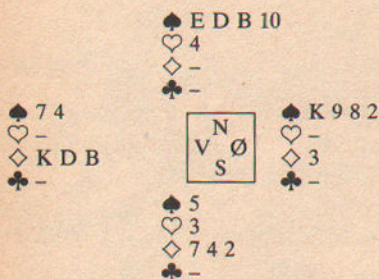 ♠ E D B 10
♡ 4
♢ –
♣ –
♠ 7 4
♡ –
♢ K D B
♣ –
N
V Ø
S
♠ K 9 8 2
♡ –
♢ 3
♣ –
♠ 5
♡ 3
♢ 7 4 2
♣ –